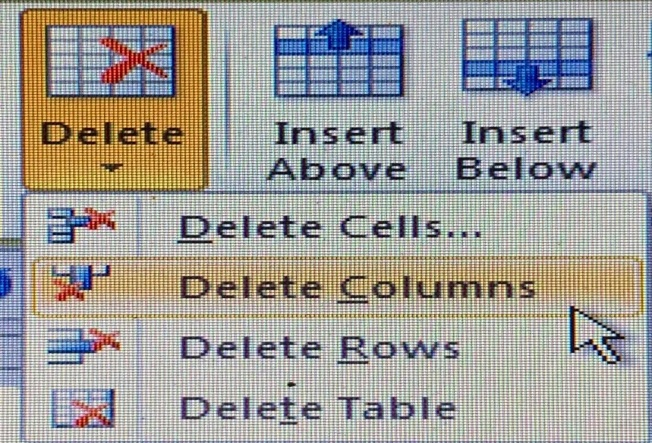 Delete
Insert Above
Insert Below
Delete Cells...
Delete Columns
Delete Rows
Delete Table